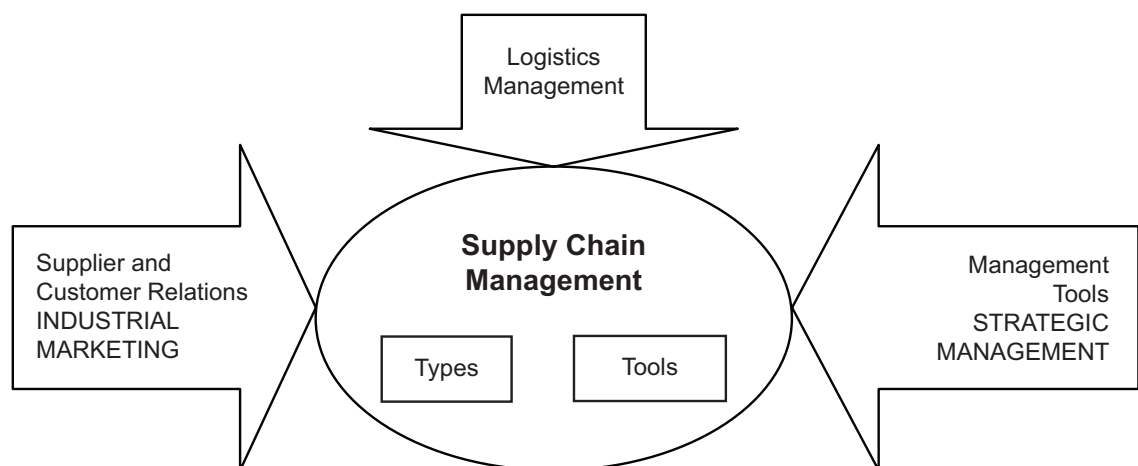 Logistics
Management
Supply Chain
Management
Supplier and
Customer Relations
INDUSTRIAL
MARKETING
Management
Tools
STRATEGIC
MANAGEMENT
Types
Tools